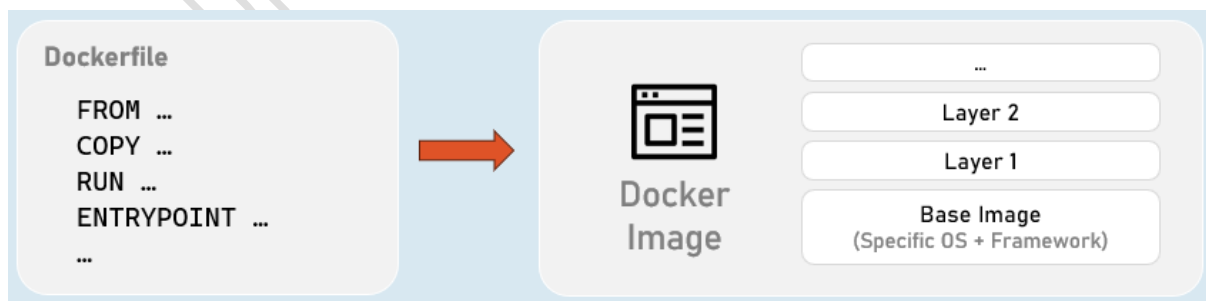 Dockerfile
FROM …
COPY …
RUN …
ENTRYPOINT …
…
Docker
Image
…
Layer 2
Layer 1
Base Image
(Specific OS + Framework)